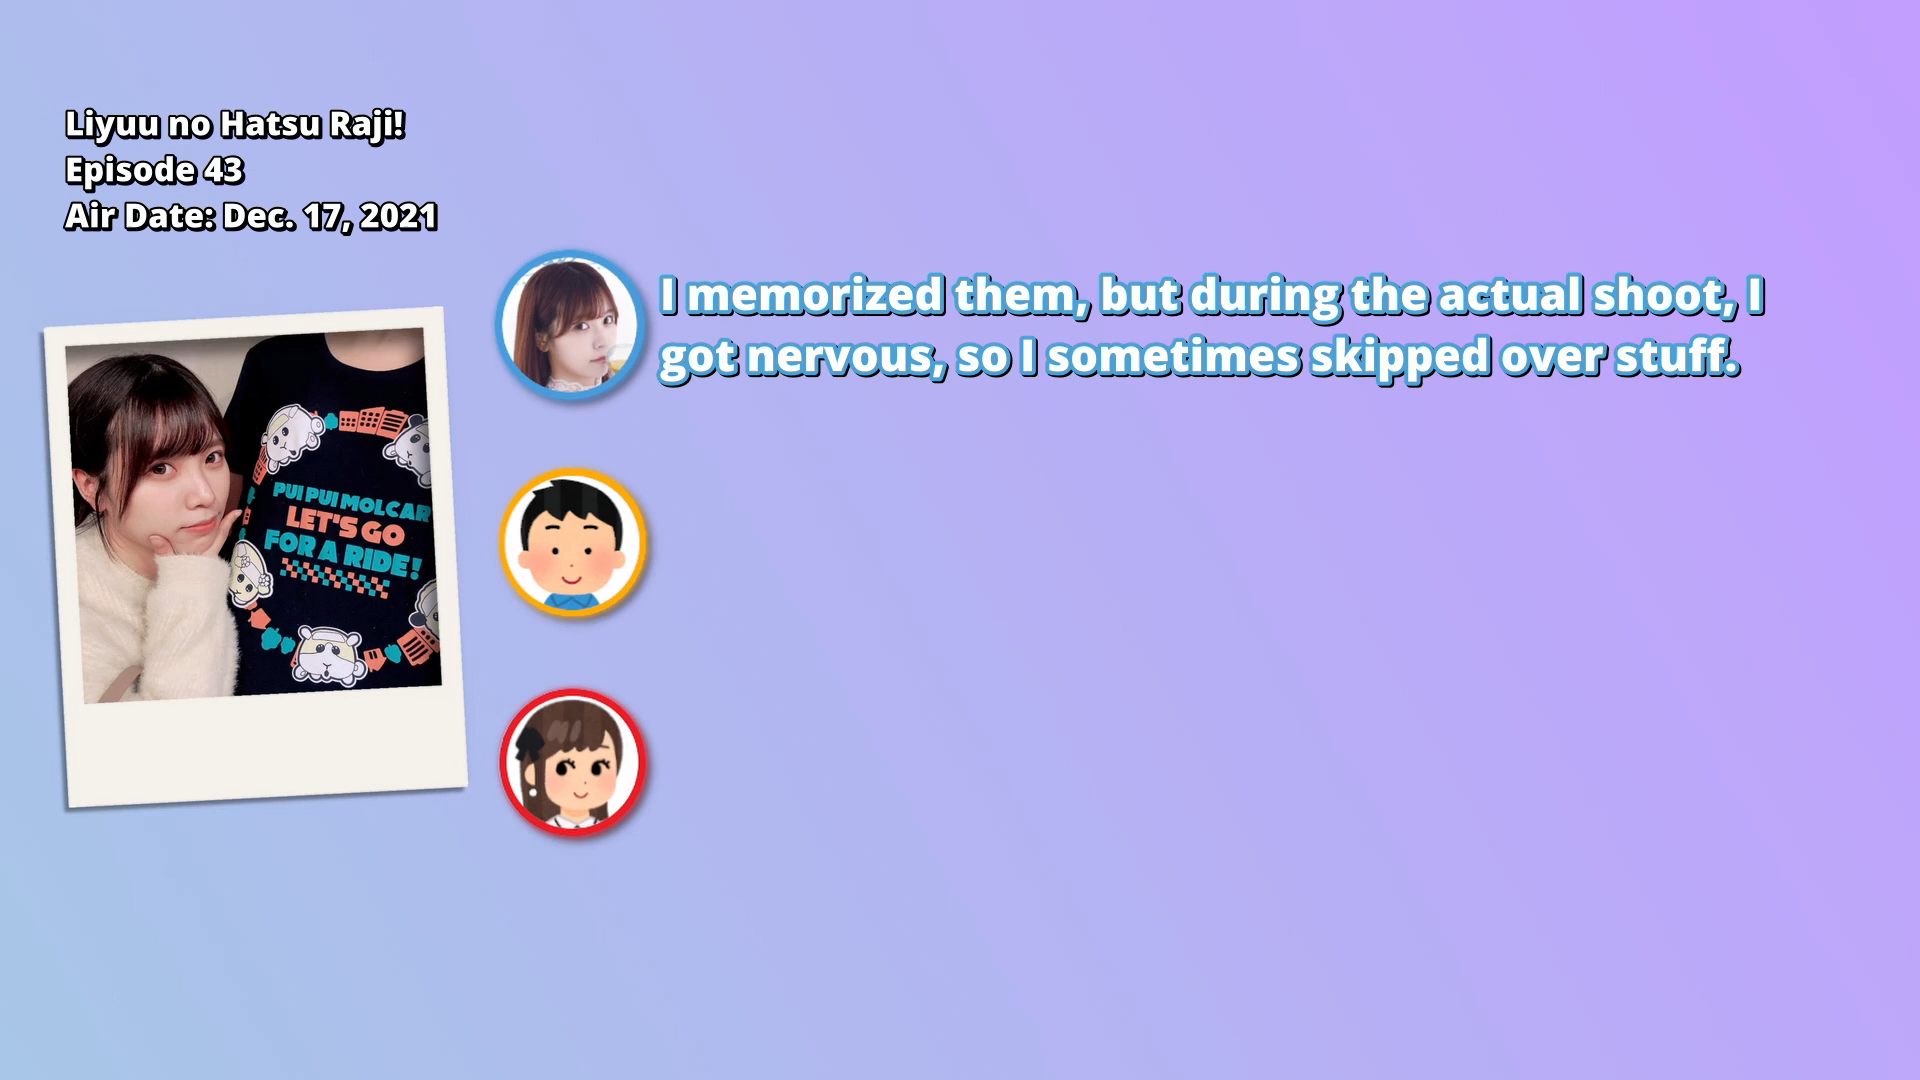 Liyuu no Hatsu Raji!
Episode 43
Air Date: Dec. 17, 2021
I memorized them, but during the actual shoot, I
got nervous, so I sometimes skipped over stuff.
PUI PUI MOLCAR
LET'S GO
FOR A RIDE!